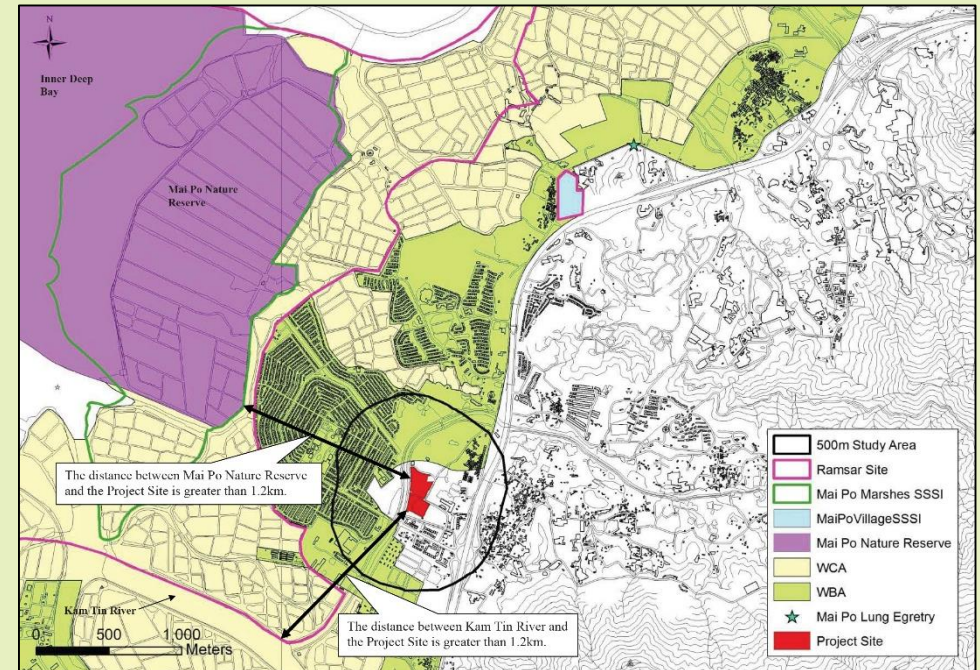 N
Inner Deep
Bay
Mai Po Nature
Reserve
The distance between Mai Po Nature Reserve
and the Project Site is greater than 1.2km.
Kam Tin River
The distance between Kam Tin River and
the Project Site is greater than 1.2km.
0 500 1 000
Meters
500m Study Area
Ramsar Site
Mai Po Marshes SSSI
MaiPoVillageSSSI
Mai Po Nature Reserve
WCA
WBA
Mai Po Lung Egretry
Project Site